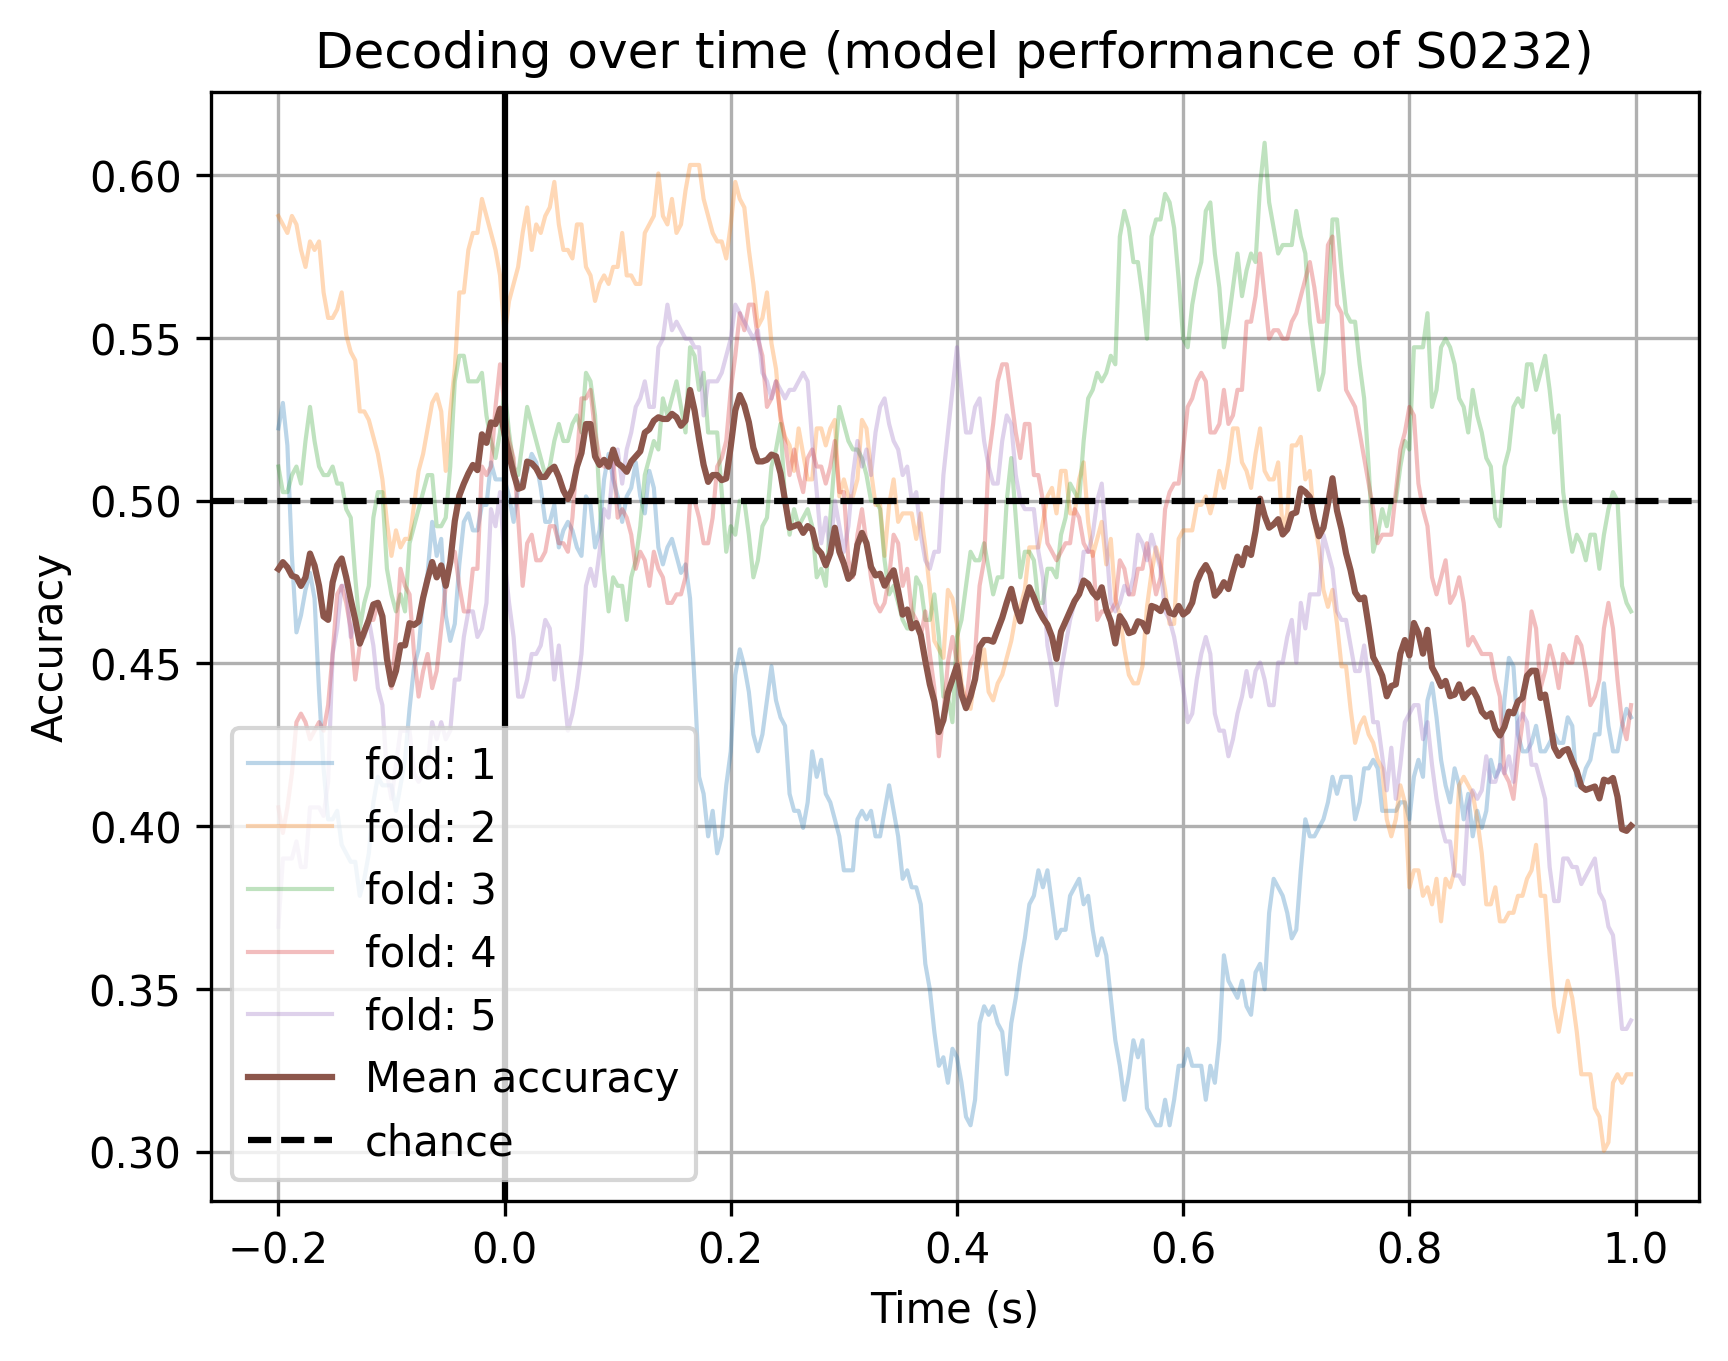 Decoding over time (model performance of S0232)
Accuracy
0.60
0.55
0.50
0.45
0.40
0.35
0.30
fold: 1
fold: 2
fold: 3
fold: 4
fold: 5
Mean accuracy
chance
−0.2
0.0
0.2
0.4
0.6
0.8
1.0
Time (s)